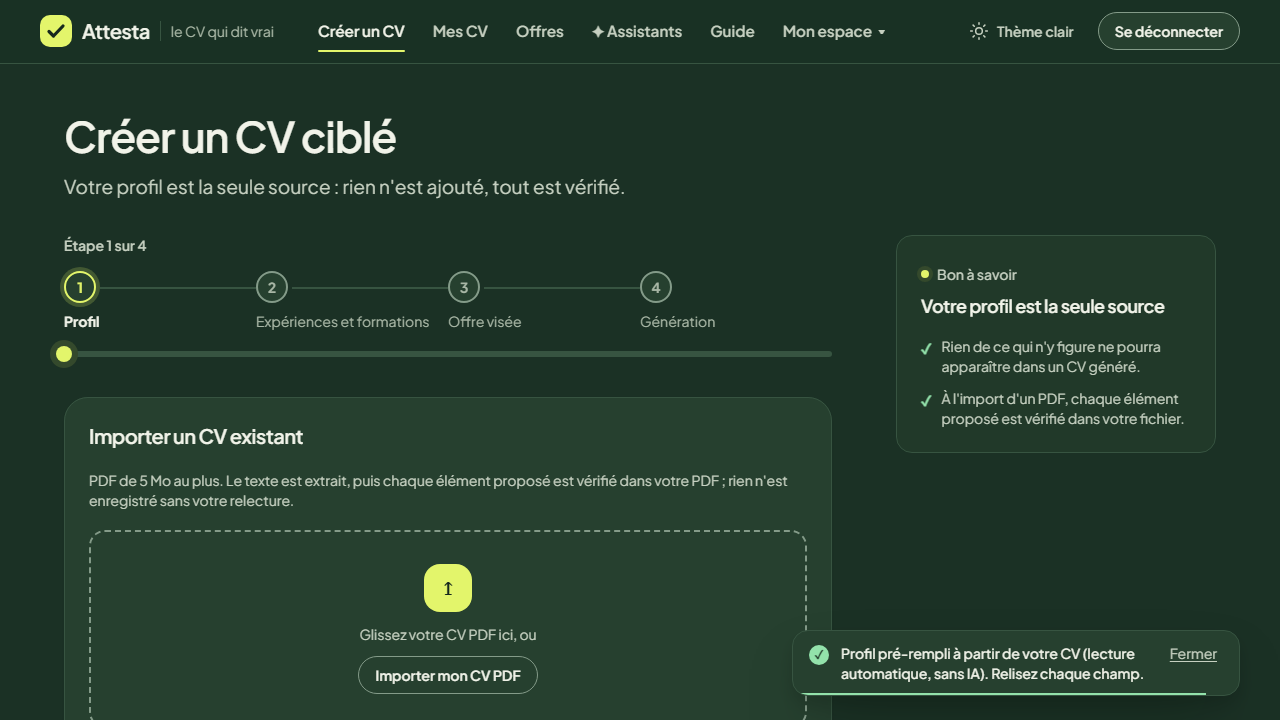 Attesta
le CV qui dit vrai
Créer un CV
Mes CV
Offres
Assistants
Guide
Mon espace
Thème clair
Se déconnecter
Créer un CV ciblé
Votre profil est la seule source : rien n'est ajouté, tout est vérifié.
Étape 1 sur 4
1
2
3
4
Profil
Expériences et formations
Offre visée
Génération
Bon à savoir
Votre profil est la seule source
Rien de ce qui n'y figure ne pourra
apparaître dans un CV généré.
À l'import d'un PDF, chaque élément
proposé est vérifié dans votre fichier.
Importer un CV existant
PDF de 5 Mo au plus. Le texte est extrait, puis chaque élément proposé est vérifié dans votre PDF ; rien n'est
enregistré sans votre relecture.
Glissez votre CV PDF ici, ou
Importer mon CV PDF
Profil pré-rempli à partir de votre CV (lecture
automatique, sans IA). Relisez chaque champ.
Fermer